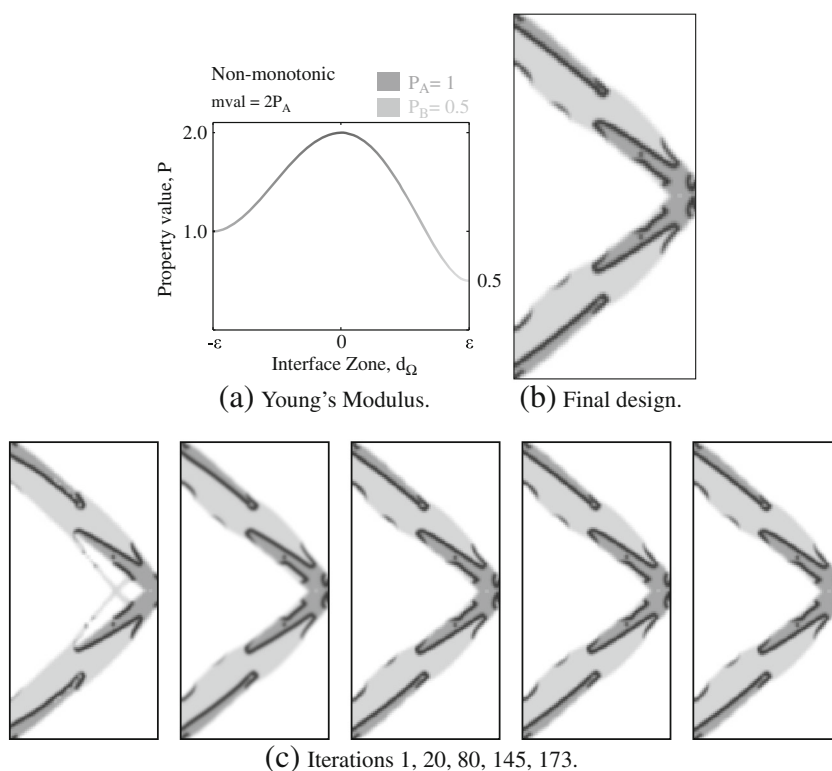 Non-monotonic
mval = 2P_A
P_A = 1
P_B = 0.5
2.0
1.0
0.5
Property value, P
-ε 0 ε
Interface Zone, d_Ω
(a) Young's Modulus.
(b) Final design.
(c) Iterations 1, 20, 80, 145, 173.